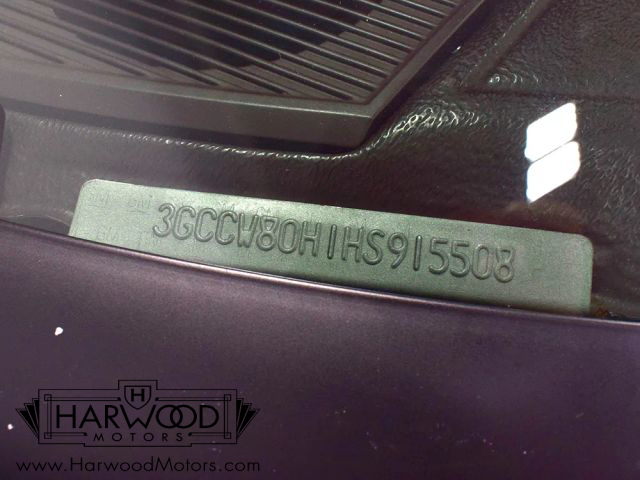 3GCCW80H1HS915508
H
HARWOOD
MOTORS
www.HarwoodMotors.com